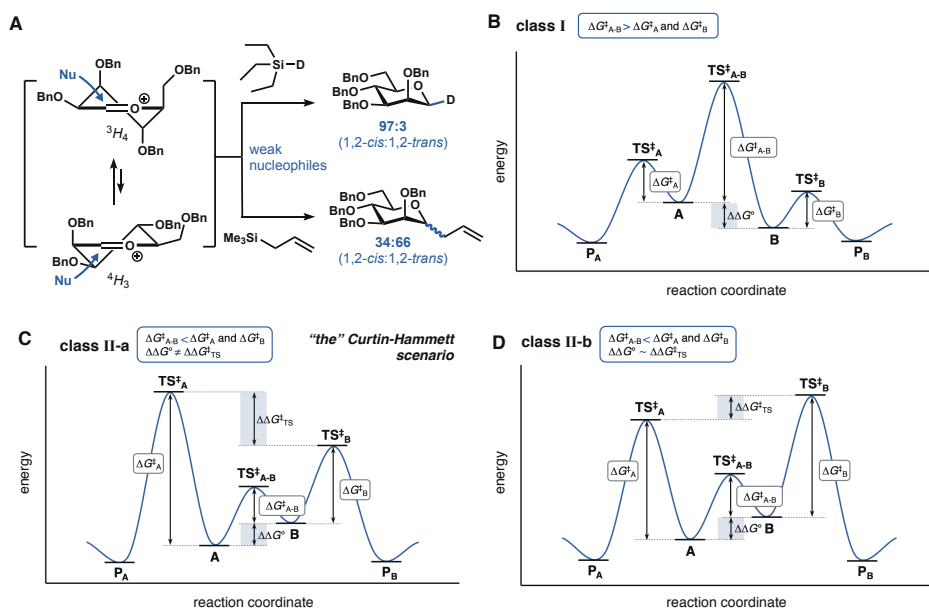 A
OBn
Nu
OBn
BnO
O
⊕
³H₄
OBn
OBn
OBn
OBn
OBn
BnO
O
⊕
Nu
⁴H₃
Si–D
weak
nucleophiles
Me₃Si
BnO
OBn
BnO
O
BnO
D
97:3
(1,2-cis:1,2-trans)
BnO
OBn
BnO
O
BnO
34:66
(1,2-cis:1,2-trans)
B
class I
ΔG‡A-B > ΔG‡A and ΔG‡B
energy
TS‡A-B
TS‡A
TS‡B
ΔG‡A-B
ΔG‡A
ΔG‡B
ΔΔG°
A
B
PA
PB
reaction coordinate
C
class II-a
ΔG‡A-B < ΔG‡A and ΔG‡B
ΔΔG° ≠ ΔΔG‡TS
“the” Curtin-Hammett
scenario
energy
TS‡A
ΔΔG‡TS
TS‡B
ΔG‡A
TS‡A-B
ΔG‡A-B
ΔG‡B
ΔΔG°
B
A
PA
PB
reaction coordinate
D
class II-b
ΔG‡A-B < ΔG‡A and ΔG‡B
ΔΔG° ~ ΔΔG‡TS
energy
TS‡B
TS‡A
ΔΔG‡TS
ΔG‡A
TS‡A-B
ΔG‡B
ΔG‡A-B
ΔΔG°
B
A
PA
PB
reaction coordinate